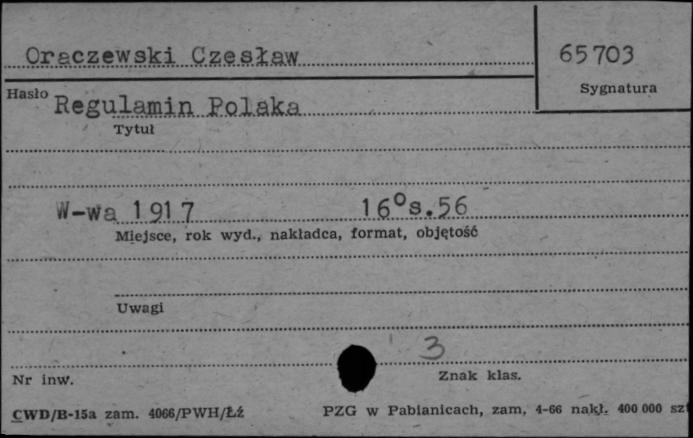 Oraczewski Czesław
65703
Hasło
Sygnatura
Regulamin Polaka
Tytuł
W-wa 1917 16° s.56
Miejsce, rok wyd., nakładca, format, objętość
Uwagi
3
Nr inw.
Znak klas.
CWD/B-15a zam. 4066/PWH/Łź PZG w Pabianicach, zam, 4-66 nakł. 400 000 szt